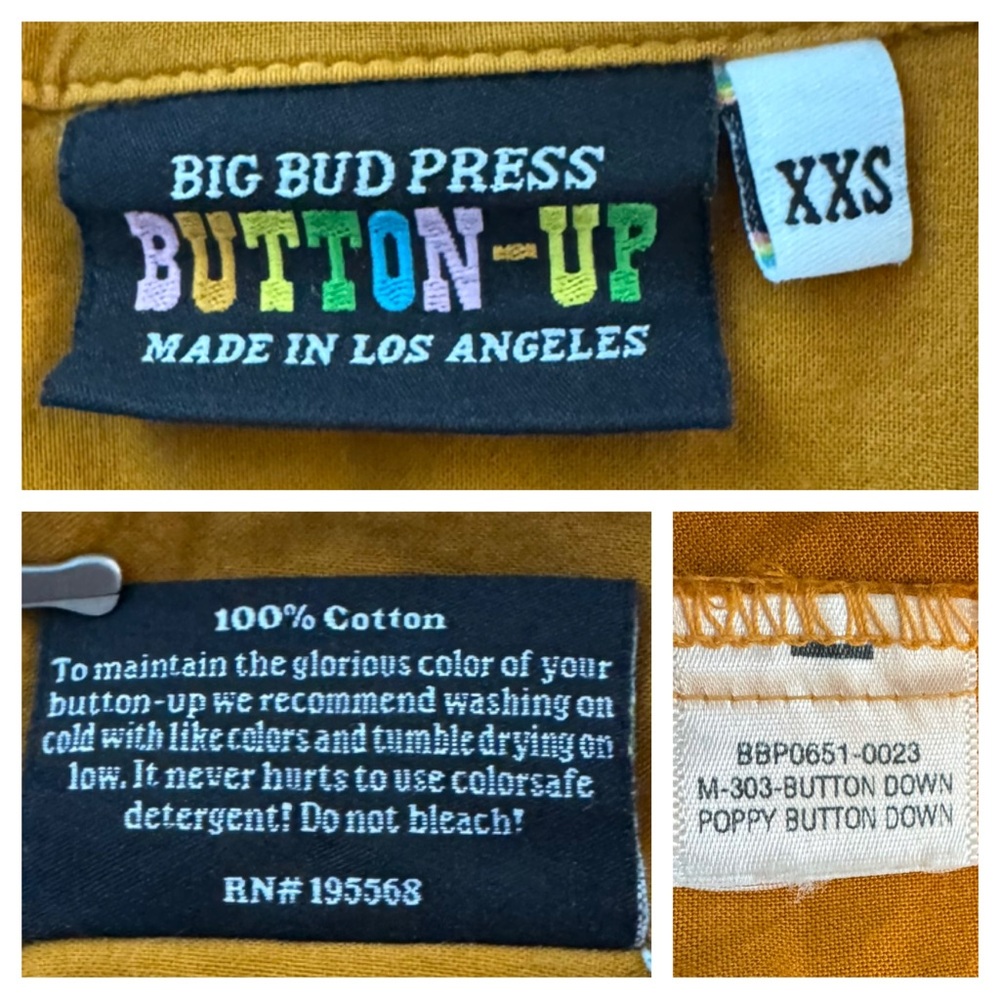 BIG BUD PRESS
BUTTON-UP
MADE IN LOS ANGELES
XXS
100% Cotton
To maintain the glorious color of your
button-up we recommend washing on
cold with like colors and tumble drying on
low. It never hurts to use colorsafe
detergent! Do not bleach!
RN# 195568
BBP0651-0023
M-303-BUTTON DOWN
POPPY BUTTON DOWN